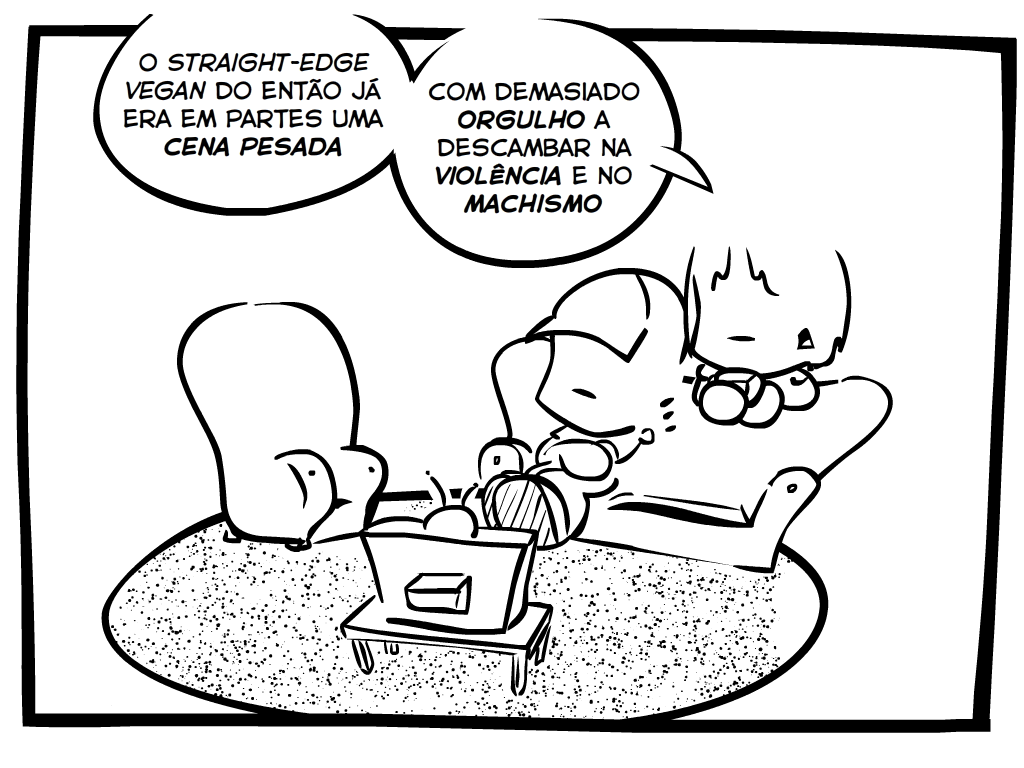 O STRAIGHT-EDGE
VEGAN DO ENTÃO JÁ
ERA EM PARTES UMA
CENA PESADA
COM DEMASIADO
ORGULHO A
DESCAMBAR NA
VIOLÊNCIA E NO
MACHISMO